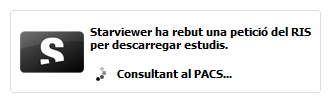 Starviewer ha rebut una petició del RIS
per descarregar estudis.
Consultant al PACS...